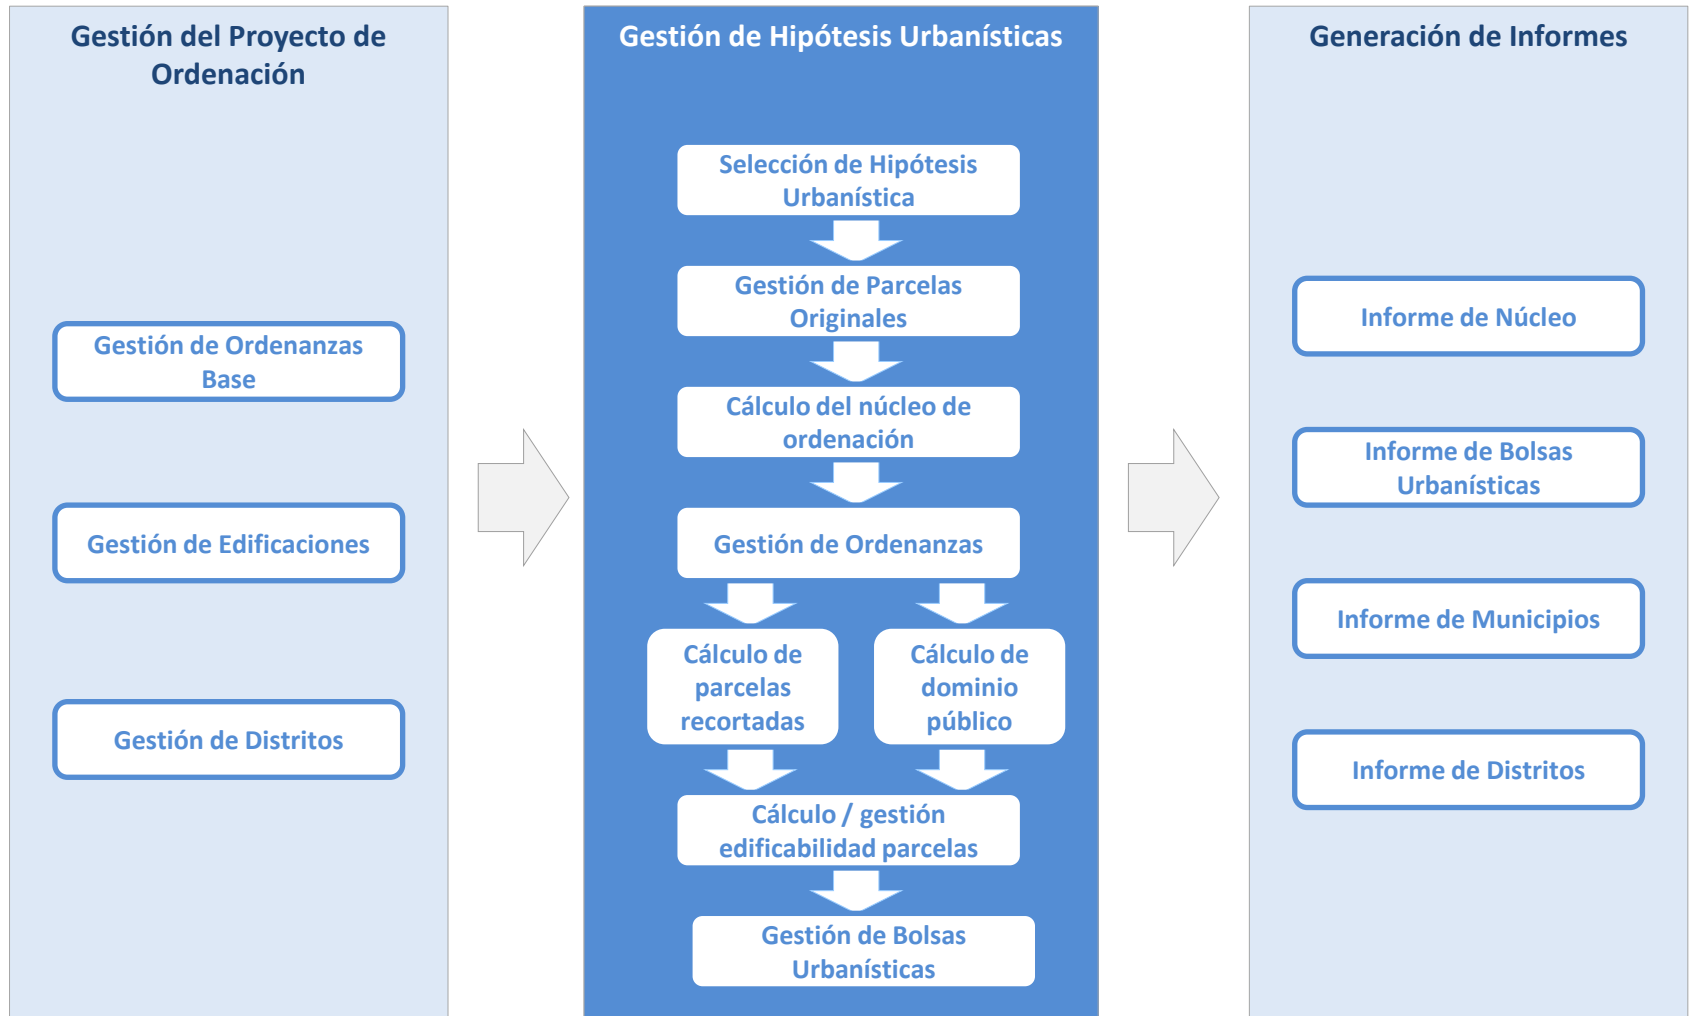 Gestión del Proyecto de
Ordenación
Gestión de Ordenanzas
Base
Gestión de Edificaciones
Gestión de Distritos
Gestión de Hipótesis Urbanísticas
Selección de Hipótesis
Urbanística
Gestión de Parcelas
Originales
Cálculo del núcleo de
ordenación
Gestión de Ordenanzas
Cálculo de
parcelas
recortadas
Cálculo de
dominio
público
Cálculo / gestión
edificabilidad parcelas
Gestión de Bolsas
Urbanísticas
Generación de Informes
Informe de Núcleo
Informe de Bolsas
Urbanísticas
Informe de Municipios
Informe de Distritos